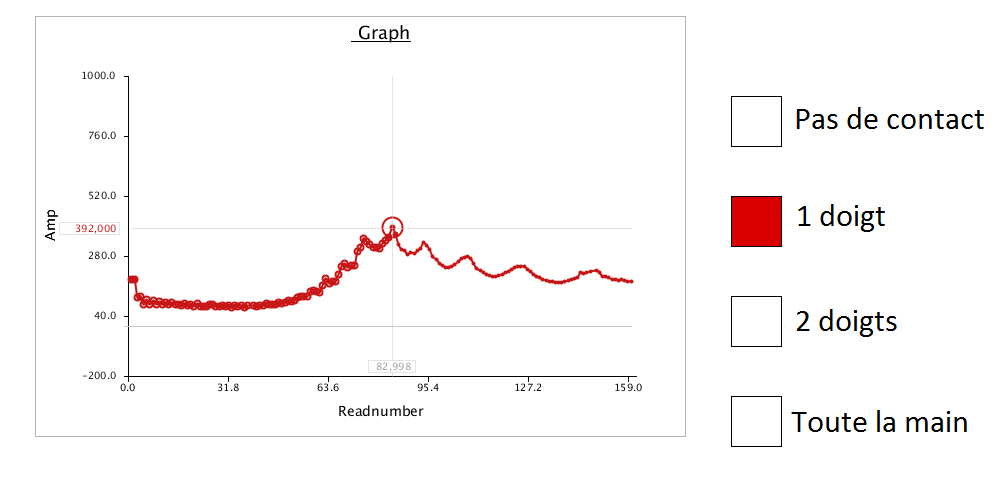 Graph
1000.0
760.0
520.0
392,000
280.0
40.0
-200.0
Amp
82,998
0.0 31.8 63.6 95.4 127.2 159.0
Readnumber
Pas de contact
1 doigt
2 doigts
Toute la main